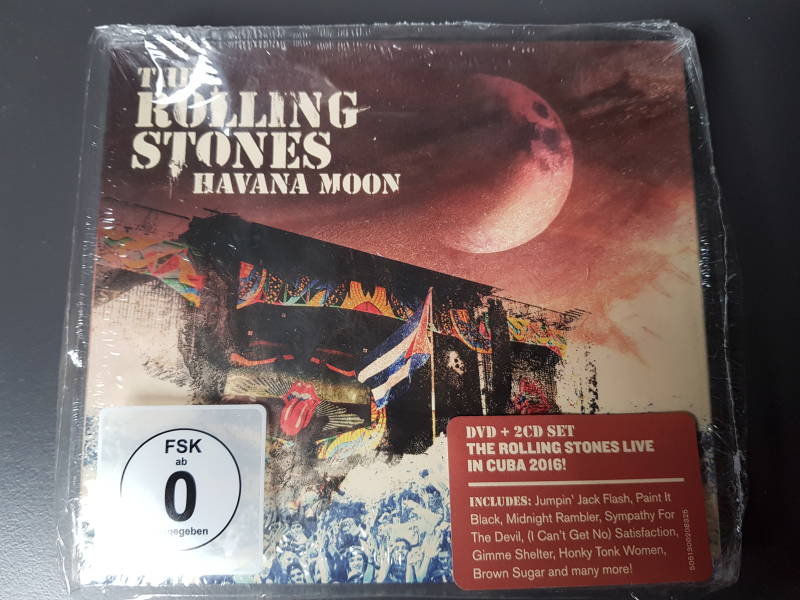 THE
ROLLING
STONES
HAVANA MOON
FSK
ab
0
freigegeben
DVD + 2CD SET
THE ROLLING STONES LIVE
IN CUBA 2016!
INCLUDES: Jumpin' Jack Flash, Paint It
Black, Midnight Rambler, Sympathy For
The Devil, (I Can't Get No) Satisfaction,
Gimme Shelter, Honky Tonk Women,
Brown Sugar and many more!